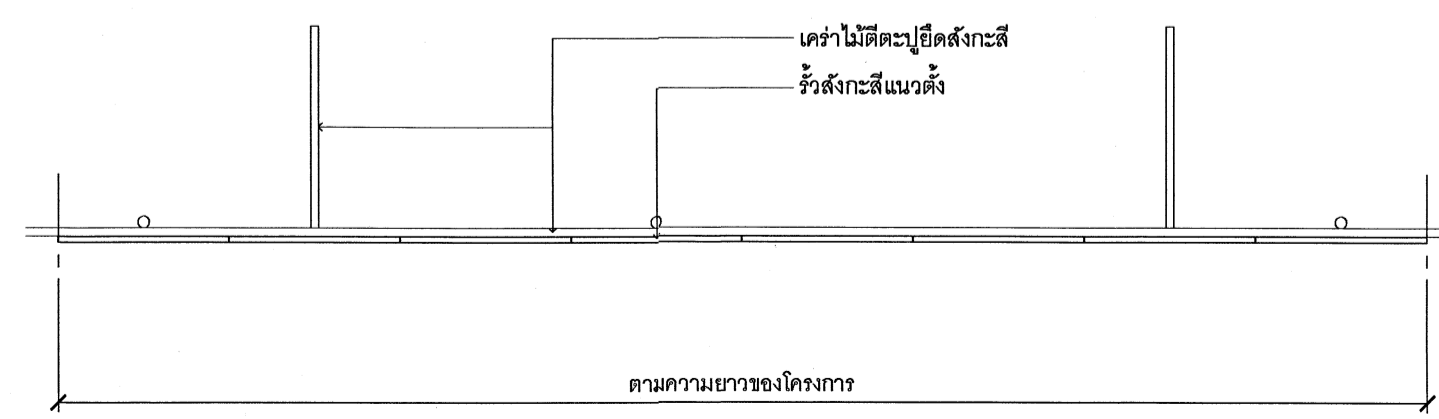 เคร่าไม้ตีตะปูยึดสังกะสี
รั้วสังกะสีแนวตั้ง
ตามความยาวของโครงการ